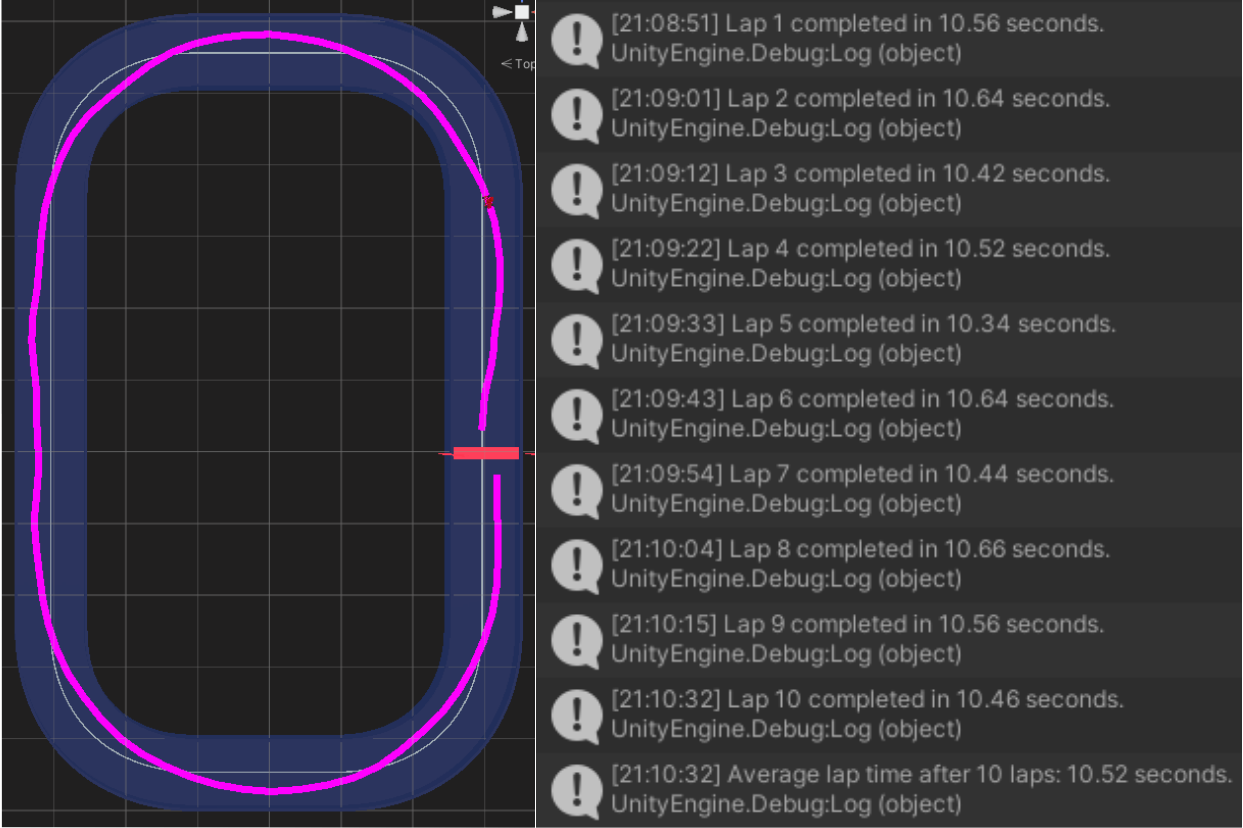 <Top
[21:08:51] Lap 1 completed in 10.56 seconds.
UnityEngine.Debug:Log (object)
[21:09:01] Lap 2 completed in 10.64 seconds.
UnityEngine.Debug:Log (object)
[21:09:12] Lap 3 completed in 10.42 seconds.
UnityEngine.Debug:Log (object)
[21:09:22] Lap 4 completed in 10.52 seconds.
UnityEngine.Debug:Log (object)
[21:09:33] Lap 5 completed in 10.34 seconds.
UnityEngine.Debug:Log (object)
[21:09:43] Lap 6 completed in 10.64 seconds.
UnityEngine.Debug:Log (object)
[21:09:54] Lap 7 completed in 10.44 seconds.
UnityEngine.Debug:Log (object)
[21:10:04] Lap 8 completed in 10.66 seconds.
UnityEngine.Debug:Log (object)
[21:10:15] Lap 9 completed in 10.56 seconds.
UnityEngine.Debug:Log (object)
[21:10:32] Lap 10 completed in 10.46 seconds.
UnityEngine.Debug:Log (object)
[21:10:32] Average lap time after 10 laps: 10.52 seconds.
UnityEngine.Debug:Log (object)